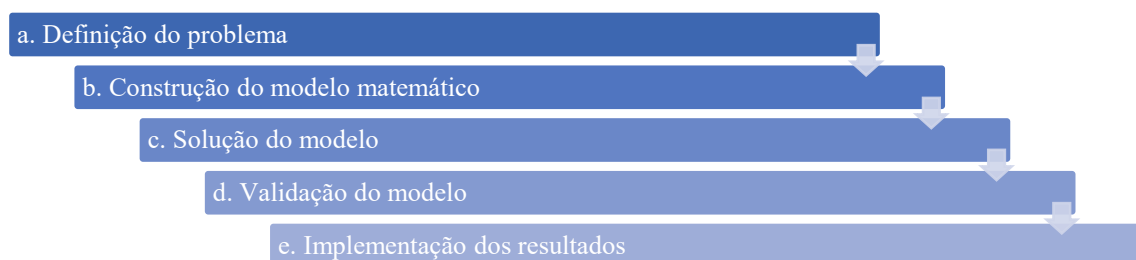 a. Definição do problema
b. Construção do modelo matemático
c. Solução do modelo
d. Validação do modelo
e. Implementação dos resultados